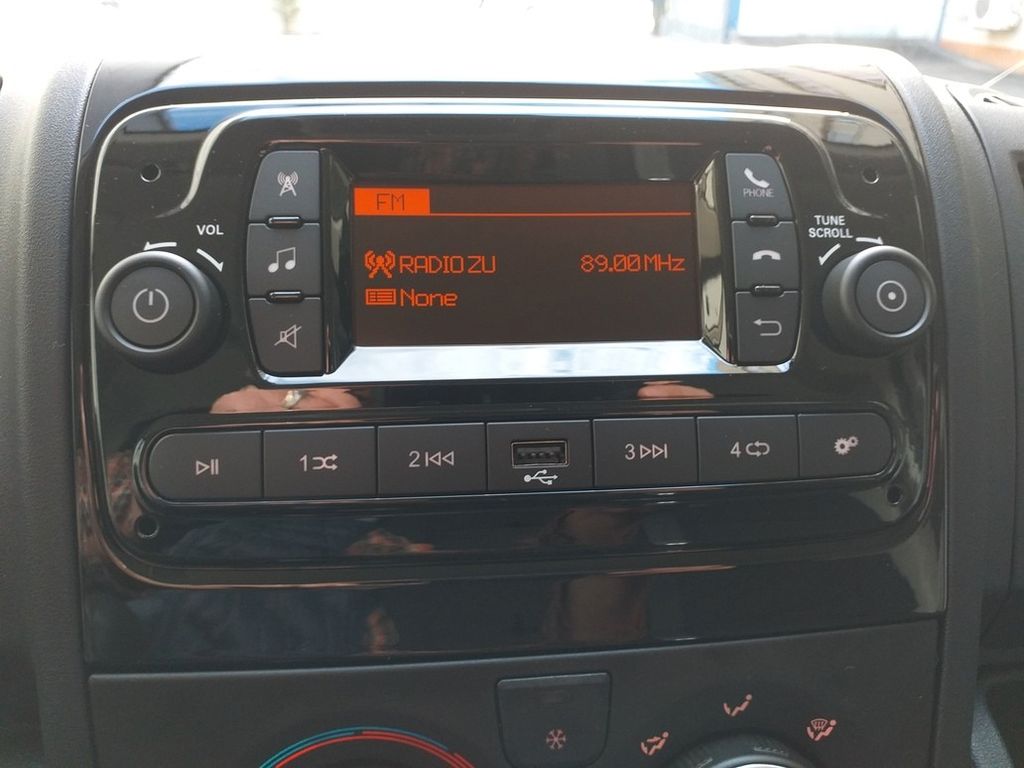 FM
PHONE
VOL
TUNE
SCROLL
RADIO ZU 89.00 MHz
None
1
2
3
4